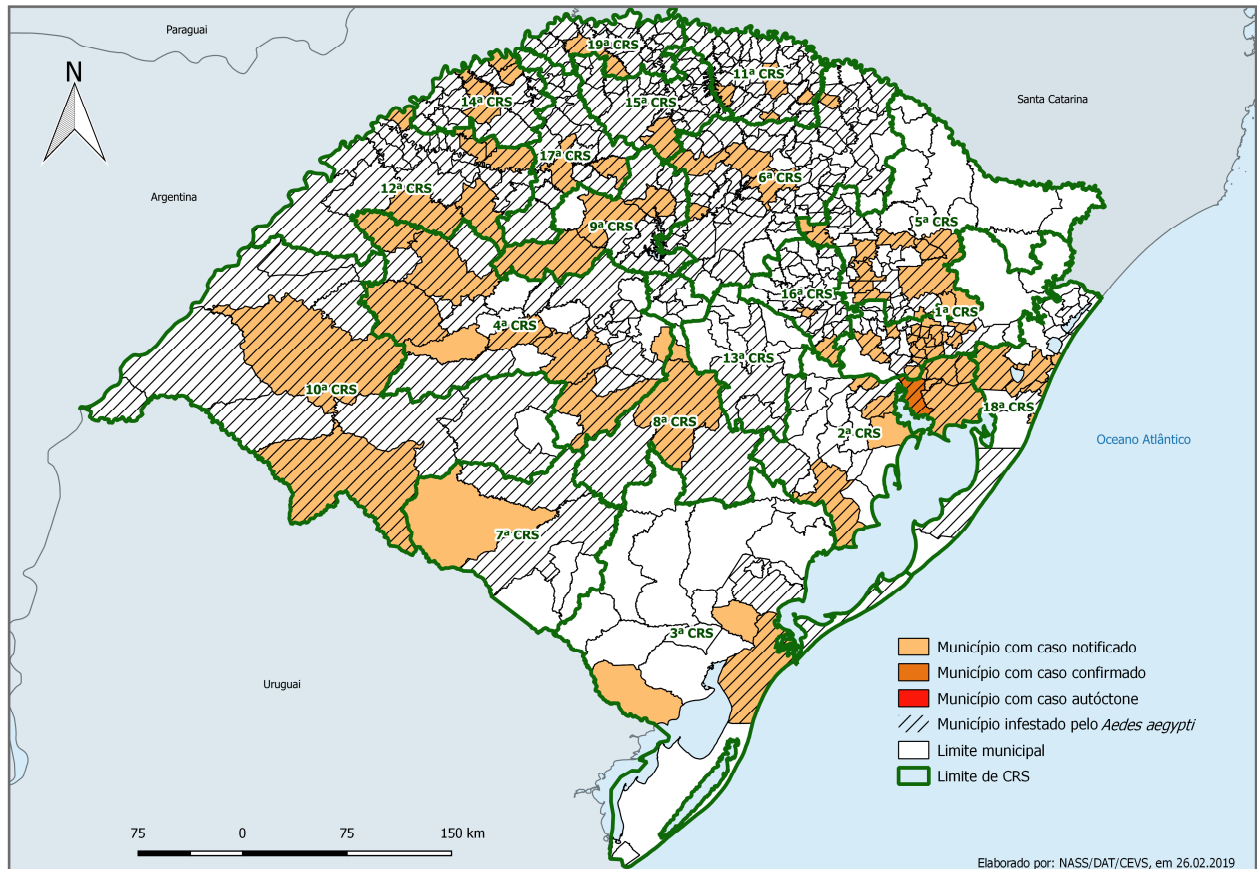 Paraguai
19ª CRS
N
11ª CRS
14ª CRS
15ª CRS
Santa Catarina
17ª CRS
6ª CRS
12ª CRS
Argentina
9ª CRS
5ª CRS
16ª CRS
1ª CRS
4ª CRS
13ª CRS
10ª CRS
18ª CRS
8ª CRS
2ª CRS
Oceano Atlântico
7ª CRS
3ª CRS
Uruguai
Município com caso notificado
Município com caso confirmado
Município com caso autóctone
Município infestado pelo Aedes aegypti
Limite municipal
Limite de CRS
75 0 75 150 km
Elaborado por: NASS/DAT/CEVS, em 26.02.2019